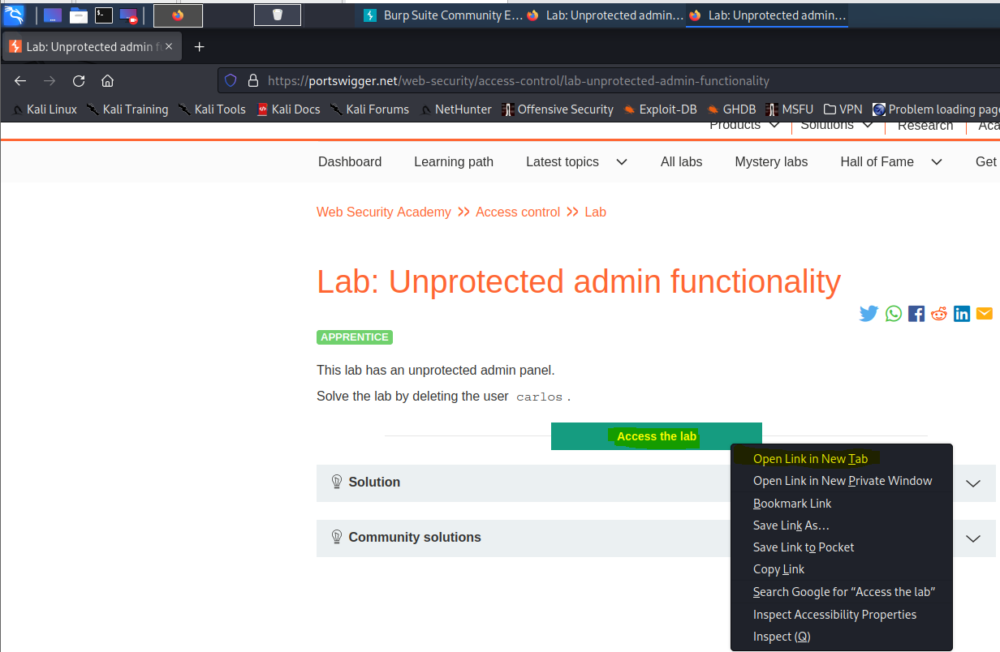 Burp Suite Community E... Lab: Unprotected admin... Lab: Unprotected admin...
Lab: Unprotected admin f
https://portswigger.net/web-security/access-control/lab-unprotected-admin-functionality
Kali Linux Kali Training Kali Tools Kali Docs Kali Forums NetHunter Offensive Security Exploit-DB GHDB MSFU VPN Problem loading page
Products Solutions Research Aca
Dashboard Learning path Latest topics All labs Mystery labs Hall of Fame Get
Web Security Academy >> Access control >> Lab
Lab: Unprotected admin functionality
APPRENTICE
This lab has an unprotected admin panel.
Solve the lab by deleting the user carlos .
Access the lab
Open Link in New Tab
Open Link in New Private Window
Bookmark Link
Save Link As…
Save Link to Pocket
Copy Link
Search Google for “Access the lab”
Inspect Accessibility Properties
Inspect (Q)
Solution
Community solutions